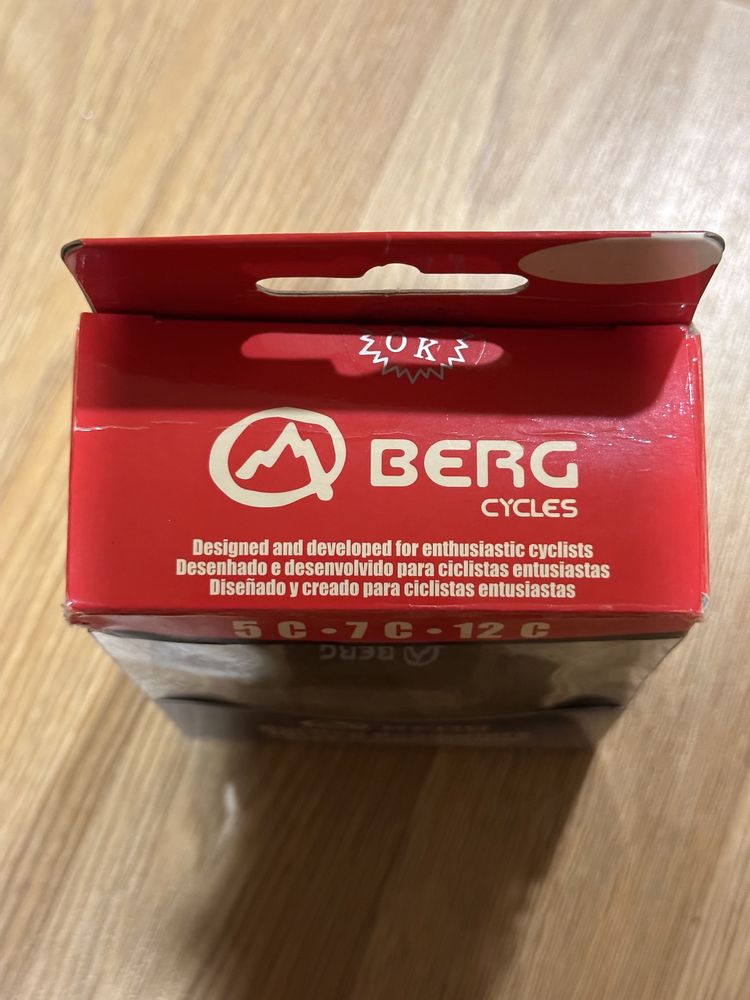 OK
BERG
CYCLES
Designed and developed for enthusiastic cyclists
Desenhado e desenvolvido para ciclistas entusiastas
Diseñado y creado para ciclistas entusiastas
5 C • 7 C • 12 C
BERG